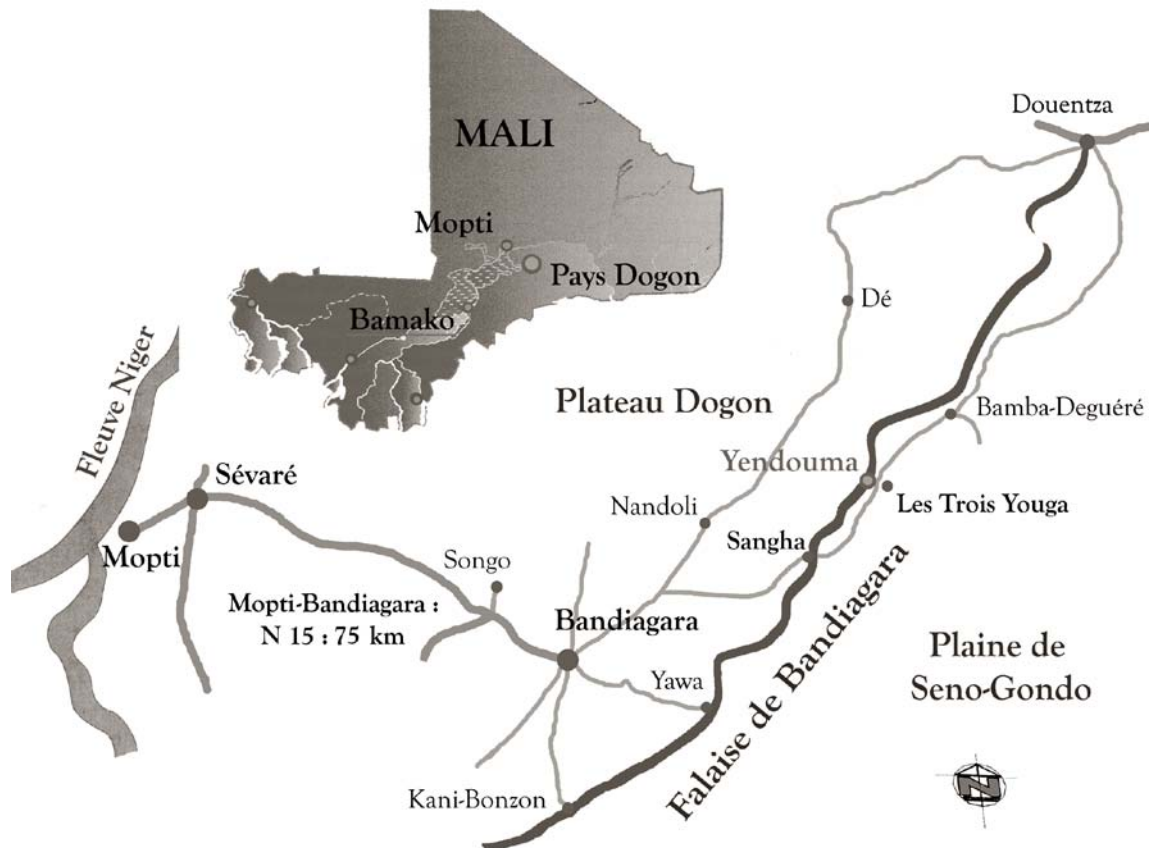 Douentza
MALI
Mopti
Pays Dogon
Bamako
Dé
Fleuve Niger
Plateau Dogon
Bamba-Deguéré
Yendouma
Sévaré
Les Trois Youga
Nandoli
Mopti
Sangha
Songo
Mopti-Bandiagara :
N 15 : 75 km
Bandiagara
Falaise de Bandiagara
Plaine de
Seno-Gondo
Yawa
Kani-Bonzon
N